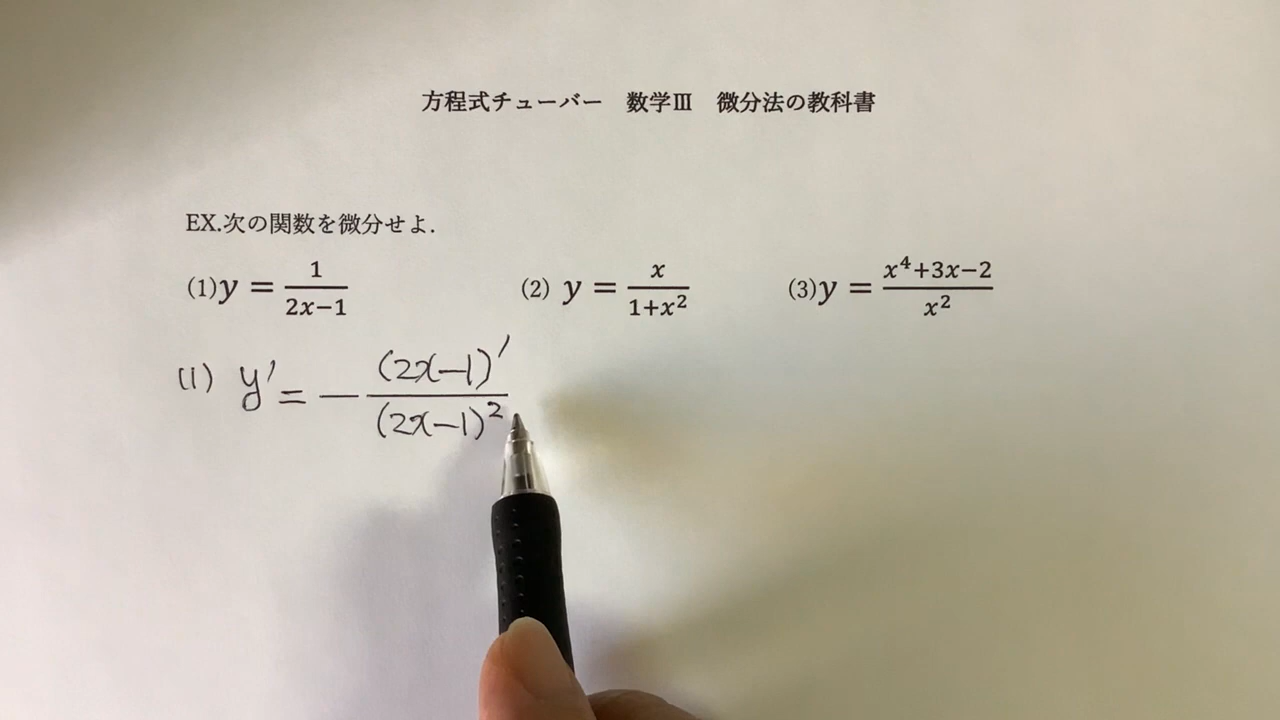 方程式チューバー 数学Ⅲ 微分法の教科書
EX.次の関数を微分せよ.
(1)y = 1/(2x−1) (2) y = x/(1+x²) (3)y = (x⁴+3x−2)/x²
(1) y′ = −(2x−1)′/(2x−1)²